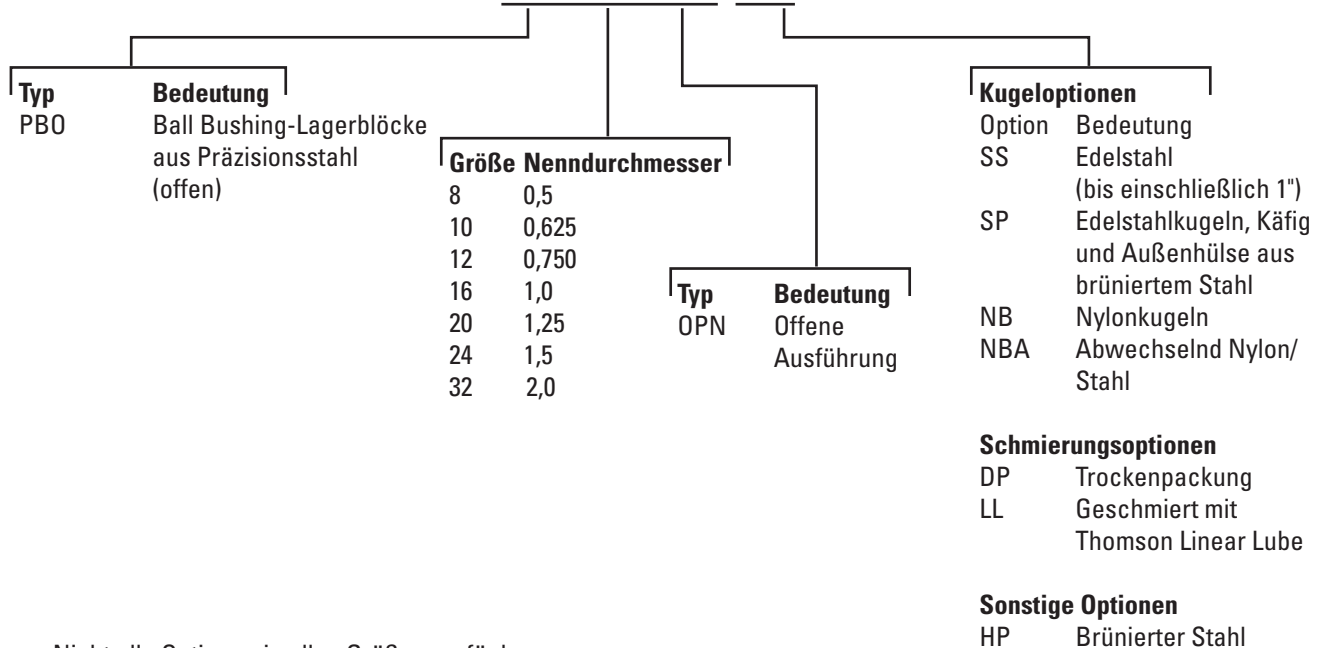 Typ Bedeutung
PBO Ball Bushing-Lagerblöcke
aus Präzisionsstahl
(offen)
Größe Nenndurchmesser
8 0,5
10 0,625
12 0,750
16 1,0
20 1,25
24 1,5
32 2,0
Typ Bedeutung
OPN Offene
Ausführung
Kugeloptionen
Option Bedeutung
SS Edelstahl
(bis einschließlich 1")
SP Edelstahlkugeln, Käfig
und Außenhülse aus
brüniertem Stahl
NB Nylonkugeln
NBA Abwechselnd Nylon/
Stahl
Schmierungsoptionen
DP Trockenpackung
LL Geschmiert mit
Thomson Linear Lube
Sonstige Optionen
HP Brünierter Stahl